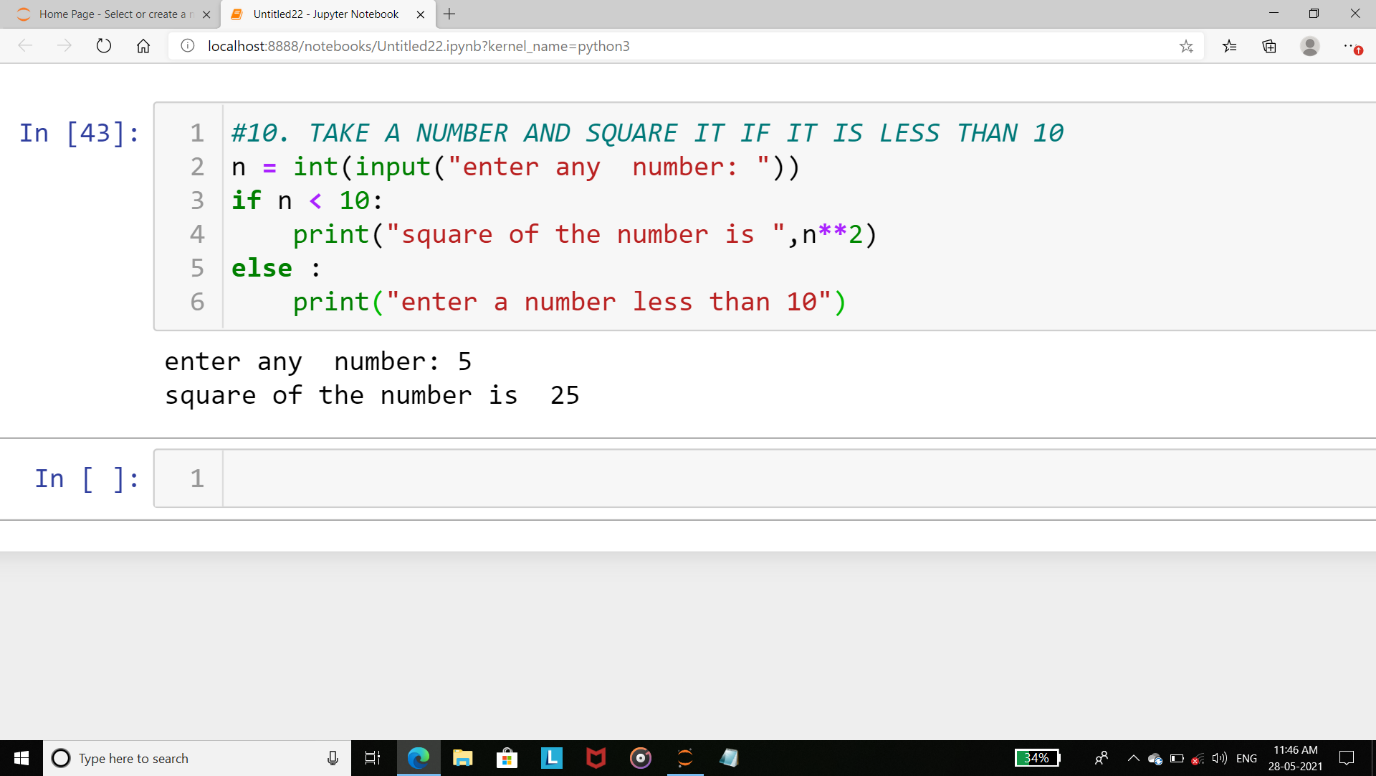 Home Page - Select or create a n
Untitled22 - Jupyter Notebook
localhost:8888/notebooks/Untitled22.ipynb?kernel_name=python3
In [43]:
1 #10. TAKE A NUMBER AND SQUARE IT IF IT IS LESS THAN 10
2 n = int(input("enter any  number: "))
3 if n < 10:
4     print("square of the number is ",n**2)
5 else :
6     print("enter a number less than 10")
enter any  number: 5
square of the number is  25
In [ ]:
1
Type here to search
L
34%
ENG
11:46 AM
28-05-2021